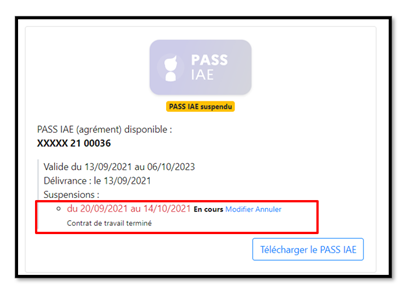 PASS
IAE
PASS IAE suspendu
PASS IAE (agrément) disponible :
XXXXX 21 00036
Valide du 13/09/2021 au 06/10/2023
Délivrance : le 13/09/2021
Suspensions :
du 20/09/2021 au 14/10/2021 En cours Modifier Annuler
Contrat de travail terminé
Télécharger le PASS IAE